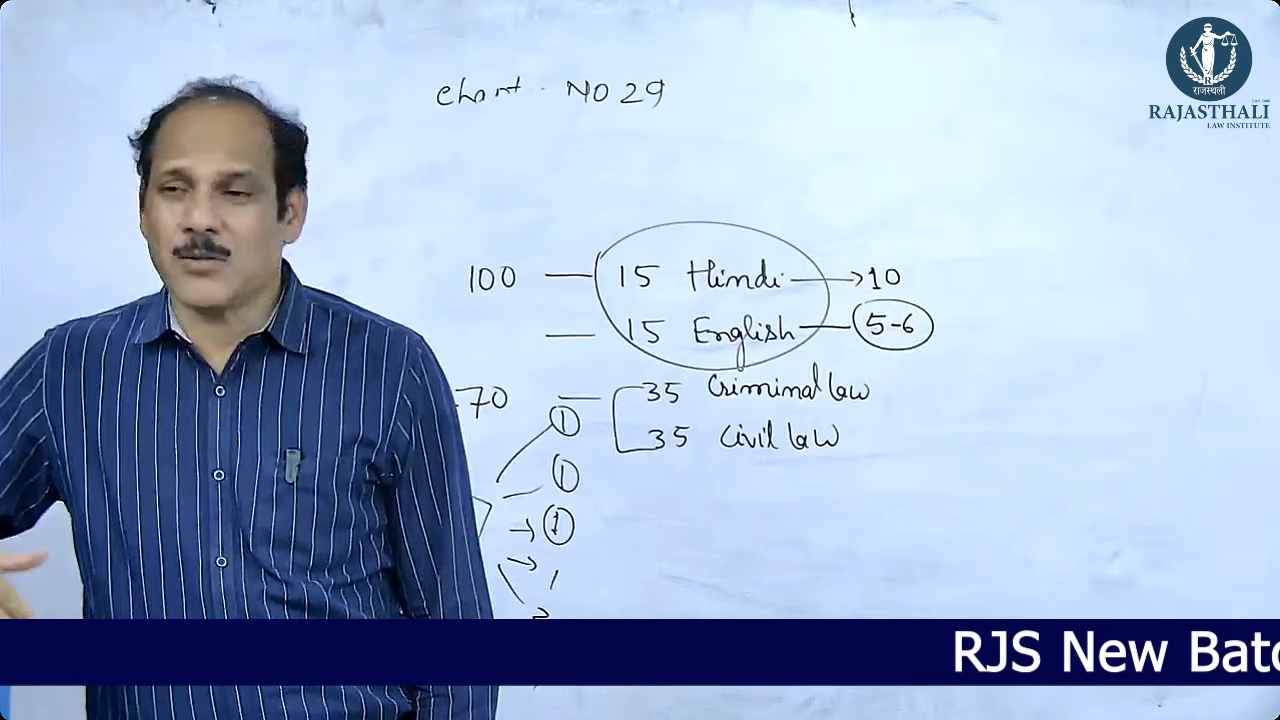 Chart - NO 29
100 — 15 Hindi → 10
— 15 English — 5-6
70 — 35 Criminal law
35 Civil law
1
1
→ 1
→ 1
राजस्थली
RAJASTHALI
LAW INSTITUTE
RJS New Batc